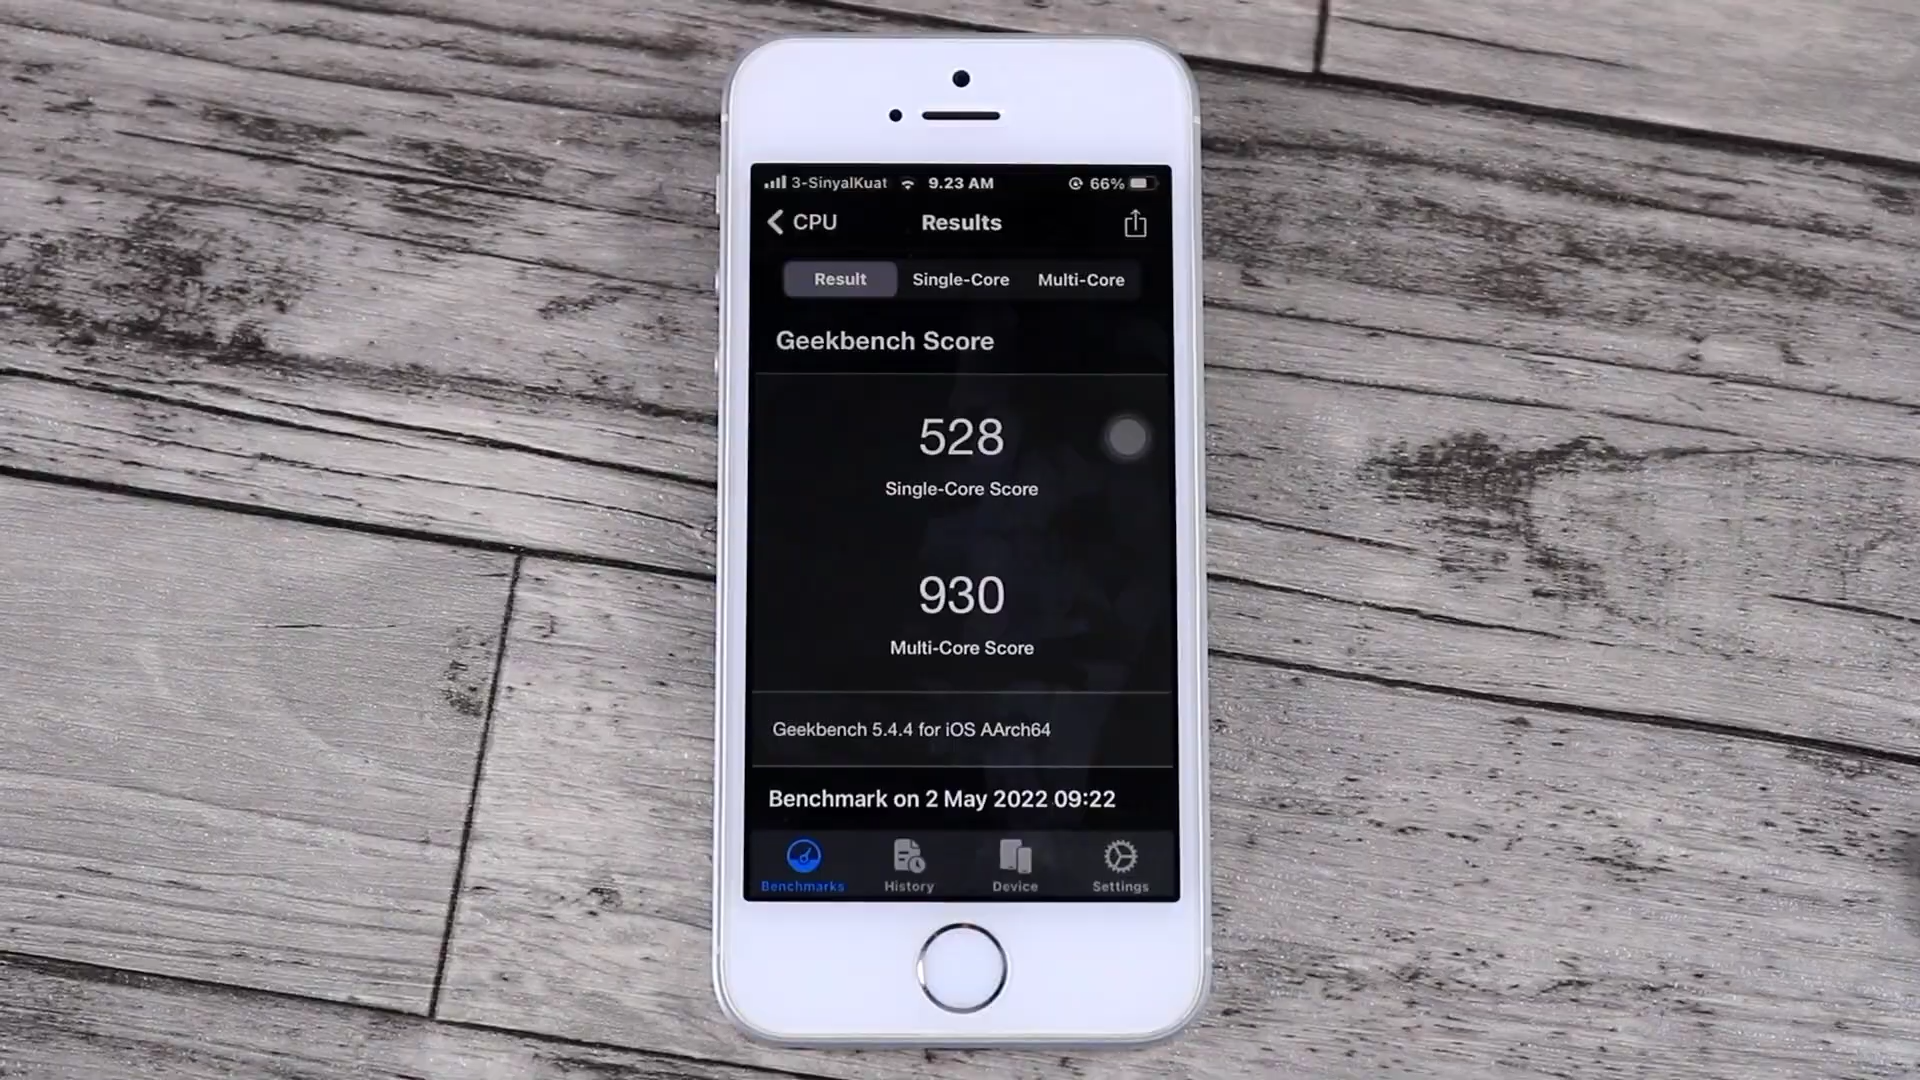 3-SinyalKuat 9.23 AM 66%
CPU Results
Result Single-Core Multi-Core
Geekbench Score
528
Single-Core Score
930
Multi-Core Score
Geekbench 5.4.4 for iOS AArch64
Benchmark on 2 May 2022 09:22
Benchmarks History Device Settings